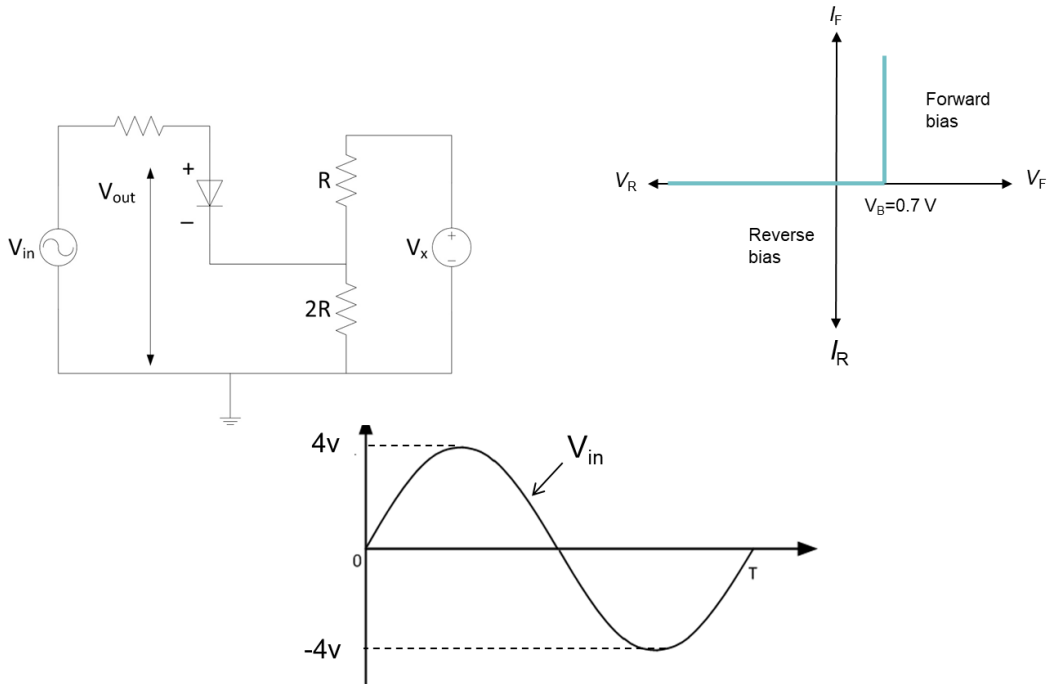 I_F
Forward
bias
V_R
V_F
V_B=0.7 V
Reverse
bias
I_R
+
V_out
–
R
V_in
V_x
+
–
2R
4v
V_in
0
T
-4v